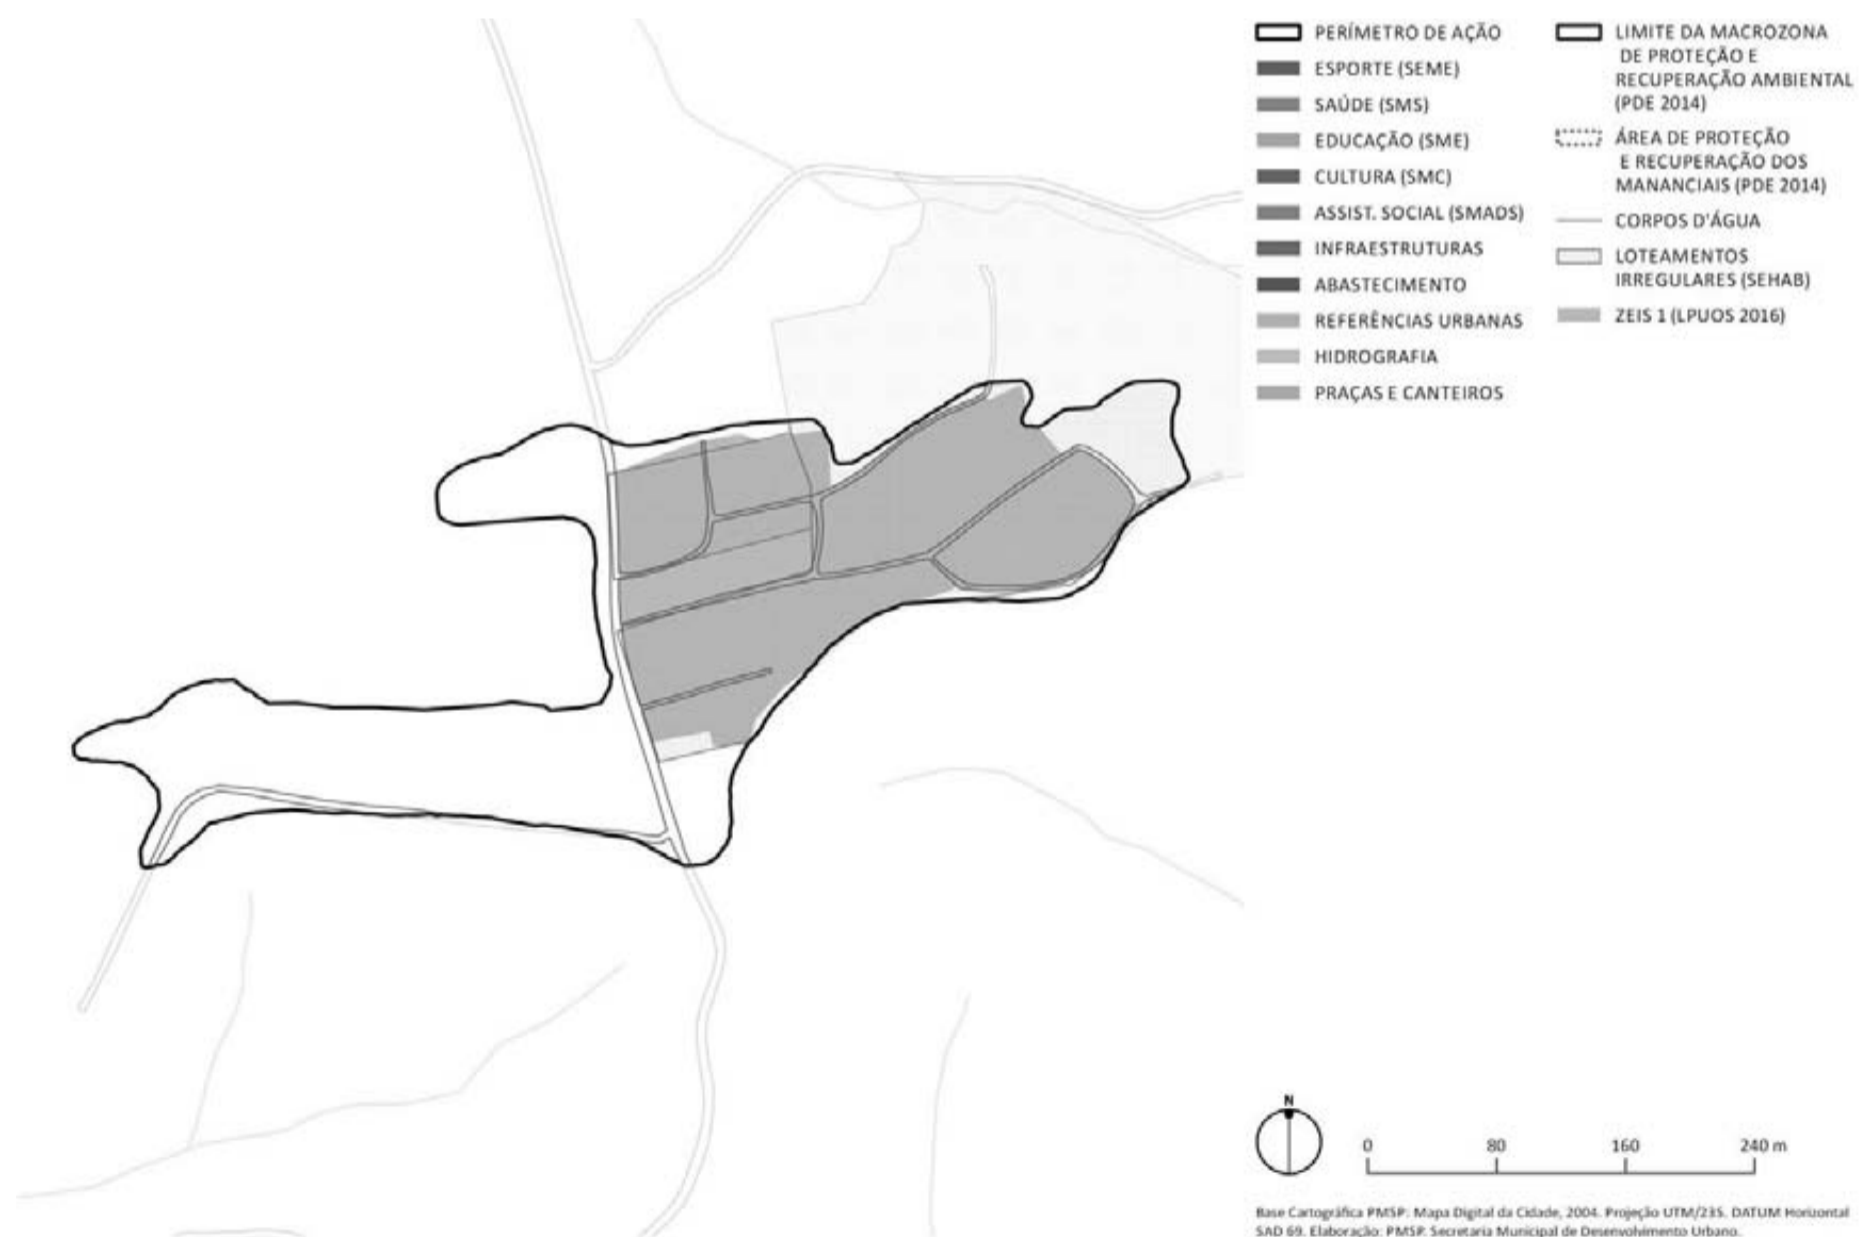 PERÍMETRO DE AÇÃO
ESPORTE (SEME)
SAÚDE (SMS)
EDUCAÇÃO (SME)
CULTURA (SMC)
ASSIST. SOCIAL (SMADS)
INFRAESTRUTURAS
ABASTECIMENTO
REFERÊNCIAS URBANAS
HIDROGRAFIA
PRAÇAS E CANTEIROS
LIMITE DA MACROZONA
DE PROTEÇÃO E
RECUPERAÇÃO AMBIENTAL
(PDE 2014)
ÁREA DE PROTEÇÃO
E RECUPERAÇÃO DOS
MANANCIAIS (PDE 2014)
CORPOS D'ÁGUA
LOTEAMENTOS
IRREGULARES (SEHAB)
ZEIS 1 (LPUOS 2016)
N
0 80 160 240 m
Base Cartográfica PMSP: Mapa Digital da Cidade, 2004. Projeção UTM/23S. DATUM Horizontal
SAD 69. Elaboração: PMSP. Secretaria Municipal de Desenvolvimento Urbano.